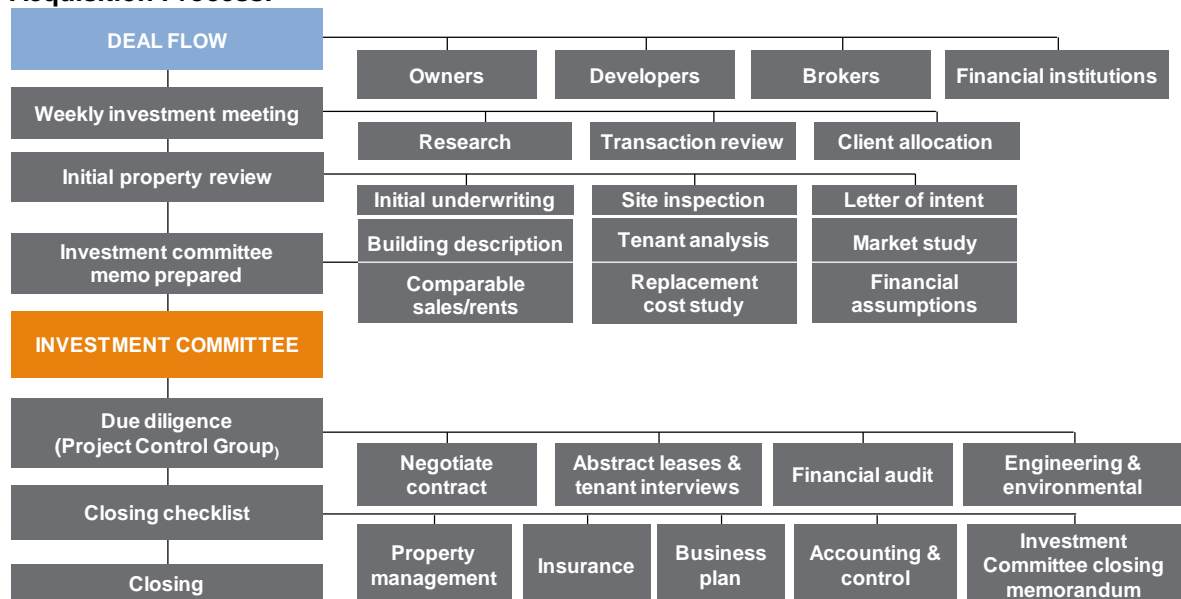 Acquisition Process:
DEAL FLOW
Owners
Developers
Brokers
Financial institutions
Weekly investment meeting
Research
Transaction review
Client allocation
Initial property review
Initial underwriting
Site inspection
Letter of intent
Investment committee
memo prepared
Building description
Tenant analysis
Market study
Comparable
sales/rents
Replacement
cost study
Financial
assumptions
INVESTMENT COMMITTEE
Due diligence
(Project Control Group)
Negotiate
contract
Abstract leases &
tenant interviews
Financial audit
Engineering &
environmental
Closing checklist
Property
management
Insurance
Business
plan
Accounting &
control
Investment
Committee closing
memorandum
Closing